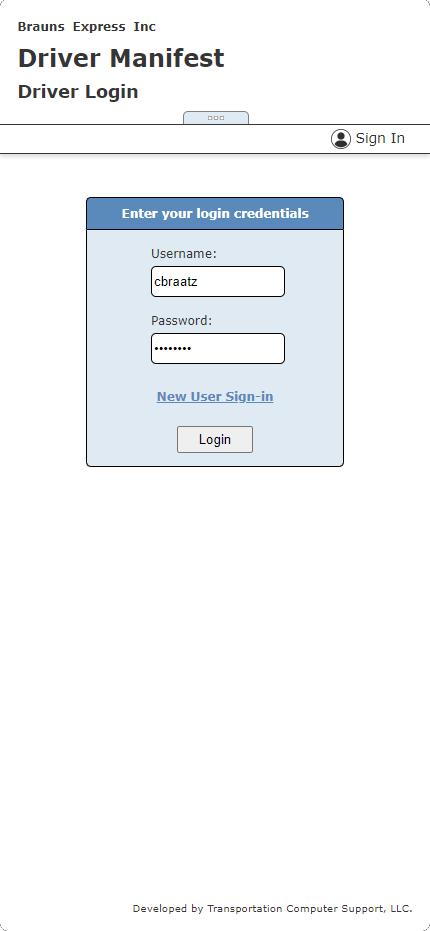 Brauns Express Inc
Driver Manifest
Driver Login
Sign In
Enter your login credentials
Username:
cbraatz
Password:
••••••••
New User Sign-in
Login
Developed by Transportation Computer Support, LLC.